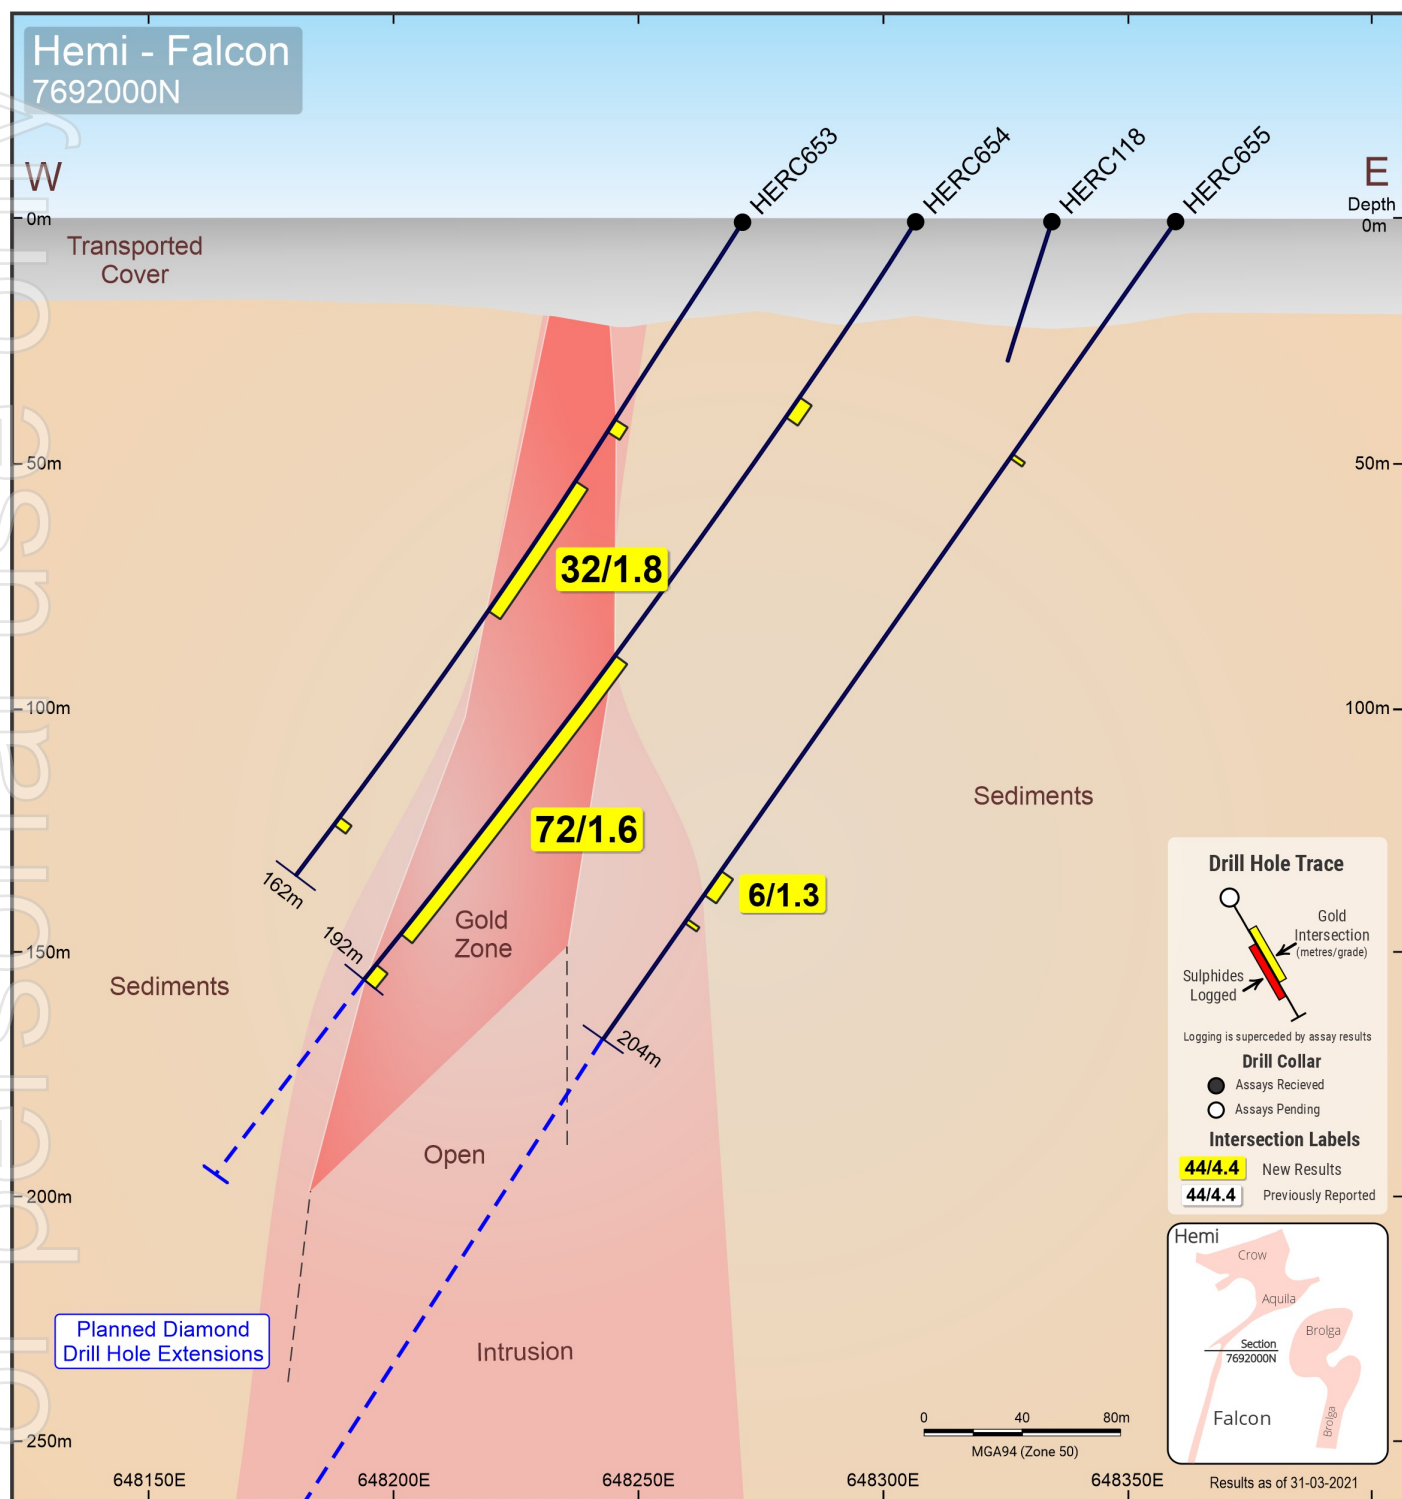 Hemi - Falcon
7692000N
W
E
HERC653
HERC654
HERC118
HERC655
Depth
0m
0m
Transported
Cover
50m
50m
32/1.8
100m
100m
Sediments
72/1.6
6/1.3
162m
192m
Gold
Zone
150m
Sediments
204m
Open
200m
Planned Diamond
Drill Hole Extensions
Intrusion
250m
0 40 80m
MGA94 (Zone 50)
648150E 648200E 648250E 648300E 648350E
Drill Hole Trace
Gold
Intersection
(metres/grade)
Sulphides
Logged
Logging is superceded by assay results
Drill Collar
Assays Recieved
Assays Pending
Intersection Labels
44/4.4 New Results
44/4.4 Previously Reported
Hemi
Crow
Aquila
Brolga
Section
7692000N
Falcon
Brolga
Results as of 31-03-2021
or personal use only